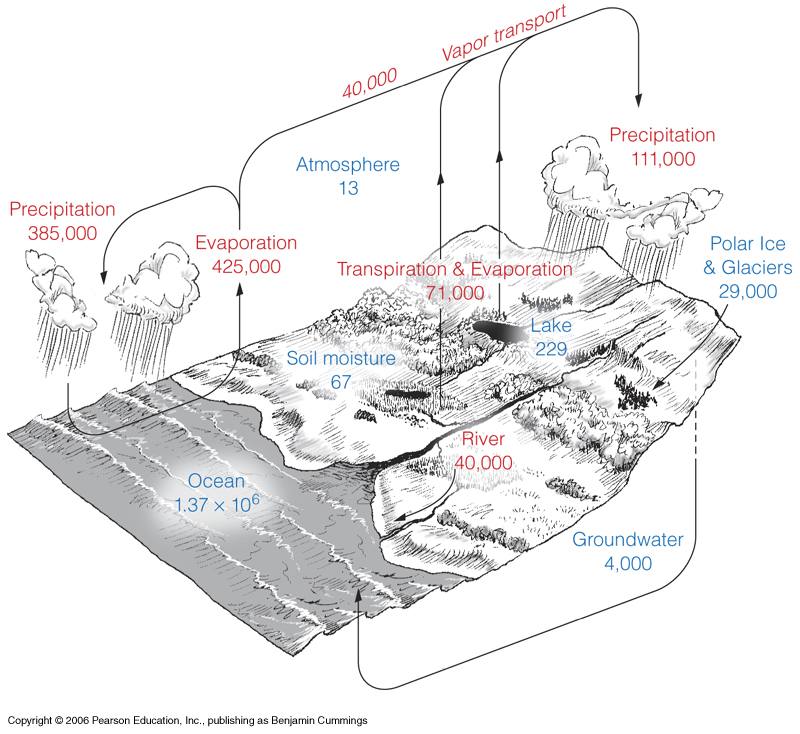 Vapor transport
40,000
Precipitation
111,000
Atmosphere
13
Precipitation
385,000
Evaporation
425,000
Polar Ice
& Glaciers
29,000
Transpiration & Evaporation
71,000
Lake
229
Soil moisture
67
River
40,000
Ocean
1.37 × 10⁶
Groundwater
4,000
Copyright © 2006 Pearson Education, Inc., publishing as Benjamin Cummings